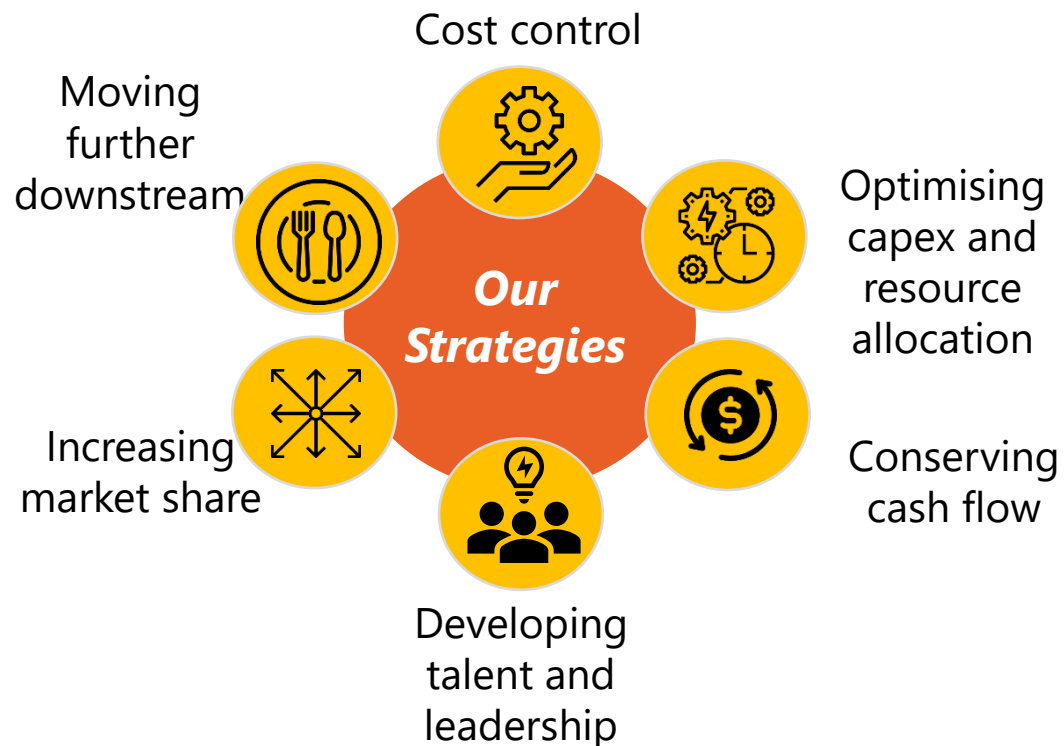 Cost control
Moving
further
downstream
Optimising
capex and
resource
allocation
Our
Strategies
Increasing
market share
Conserving
cash flow
Developing
talent and
leadership